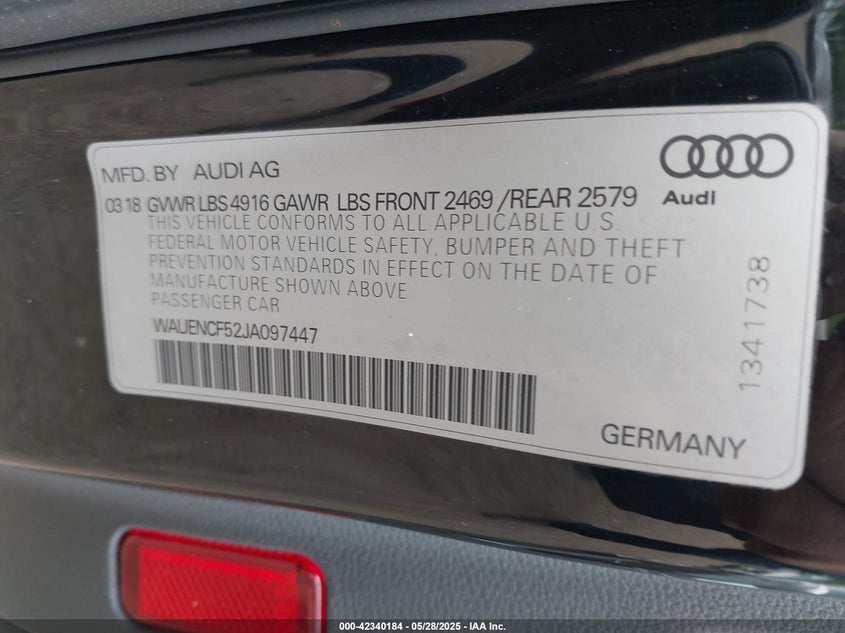 MFD. BY AUDI AG
Audi
03 18 GVWR LBS 4916 GAWR LBS FRONT 2469 /REAR 2579
THIS VEHICLE CONFORMS TO ALL APPLICABLE U.S.
FEDERAL MOTOR VEHICLE SAFETY, BUMPER AND THEFT
PREVENTION STANDARDS IN EFFECT ON THE DATE OF
MANUFACTURE SHOWN ABOVE
PASSENGER CAR
WAUENCF52JA097447
1341738
GERMANY
000-42340184 - 05/28/2025 - IAA Inc.